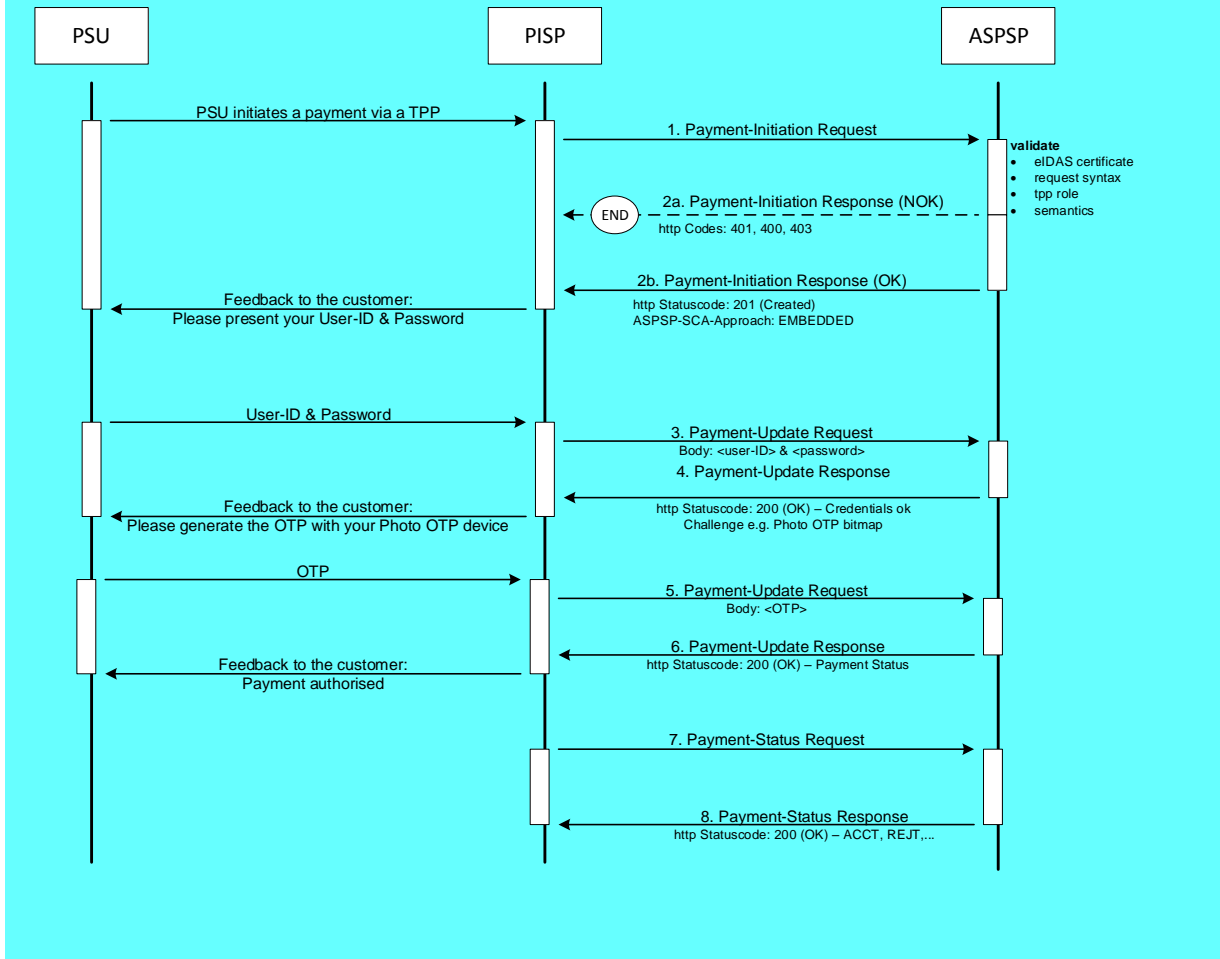 PSU
PISP
ASPSP
PSU initiates a payment via a TPP
1. Payment-Initiation Request
validate
• eIDAS certificate
• request syntax
• tpp role
• semantics
2a. Payment-Initiation Response (NOK)
END
http Codes: 401, 400, 403
2b. Payment-Initiation Response (OK)
http Statuscode: 201 (Created)
ASPSP-SCA-Approach: EMBEDDED
Feedback to the customer:
Please present your User-ID & Password
User-ID & Password
3. Payment-Update Request
Body: <user-ID> & <password>
4. Payment-Update Response
http Statuscode: 200 (OK) – Credentials ok
Challenge e.g. Photo OTP bitmap
Feedback to the customer:
Please generate the OTP with your Photo OTP device
OTP
5. Payment-Update Request
Body: <OTP>
6. Payment-Update Response
http Statuscode: 200 (OK) – Payment Status
Feedback to the customer:
Payment authorised
7. Payment-Status Request
8. Payment-Status Response
http Statuscode: 200 (OK) – ACCT, REJT,...